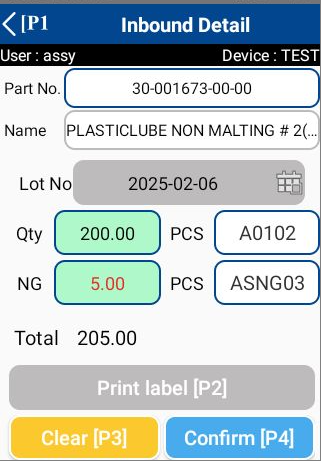 [P1 Inbound Detail
User : assy Device : TEST
Part No. 30-001673-00-00
Name PLASTICLUBE NON MALTING # 2(...
Lot No 2025-02-06
Qty 200.00 PCS A0102
NG 5.00 PCS ASNG03
Total 205.00
Print label [P2]
Clear [P3] Confirm [P4]